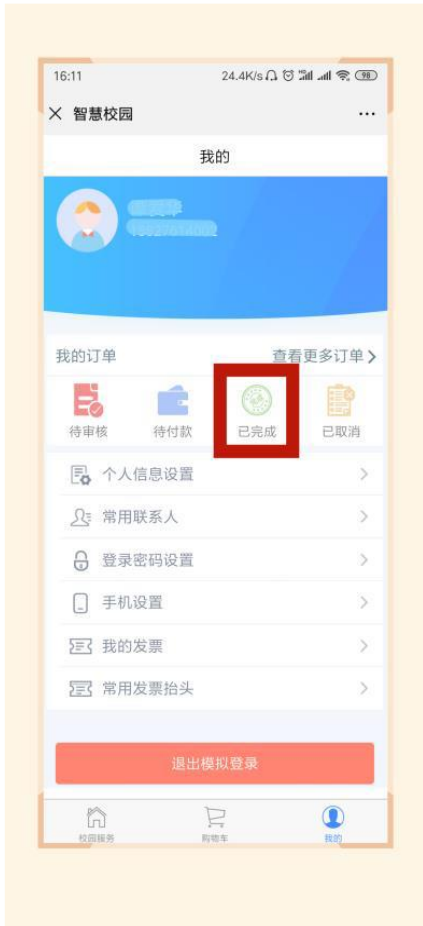 16:11 24.4K/s 98
智慧校园
我的
我的订单 查看更多订单
待审核 待付款 已完成 已取消
个人信息设置
常用联系人
登录密码设置
手机设置
我的发票
常用发票抬头
退出模拟登录
校园服务 购物车 我的